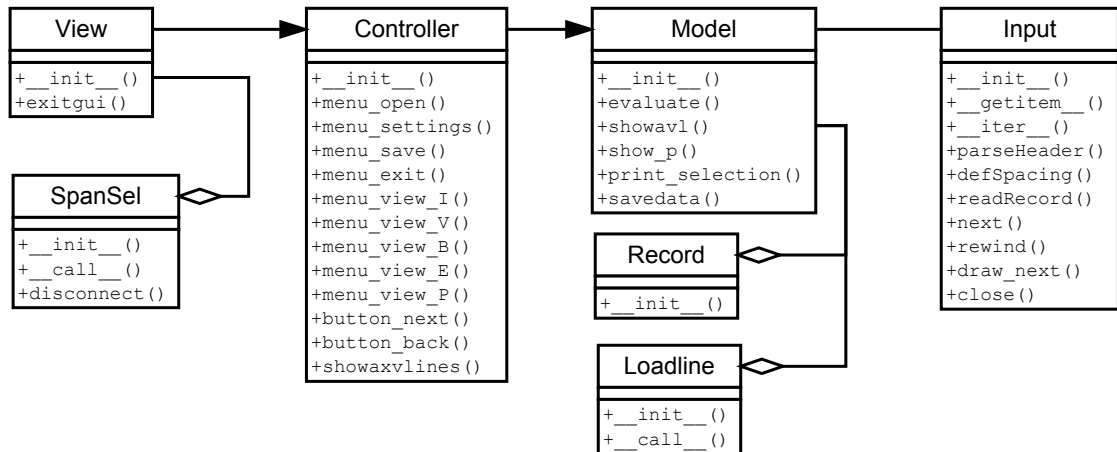 View
+__init__()
+exitgui()
SpanSel
+__init__()
+__call__()
+disconnect()
Controller
+__init__()
+menu_open()
+menu_settings()
+menu_save()
+menu_exit()
+menu_view_I()
+menu_view_V()
+menu_view_B()
+menu_view_E()
+menu_view_P()
+button_next()
+button_back()
+showaxvlines()
Model
+__init__()
+evaluate()
+showavl()
+show_p()
+print_selection()
+savedata()
Record
+__init__()
Loadline
+__init__()
+__call__()
Input
+__init__()
+__getitem__()
+__iter__()
+parseHeader()
+defSpacing()
+readRecord()
+next()
+rewind()
+draw_next()
+close()